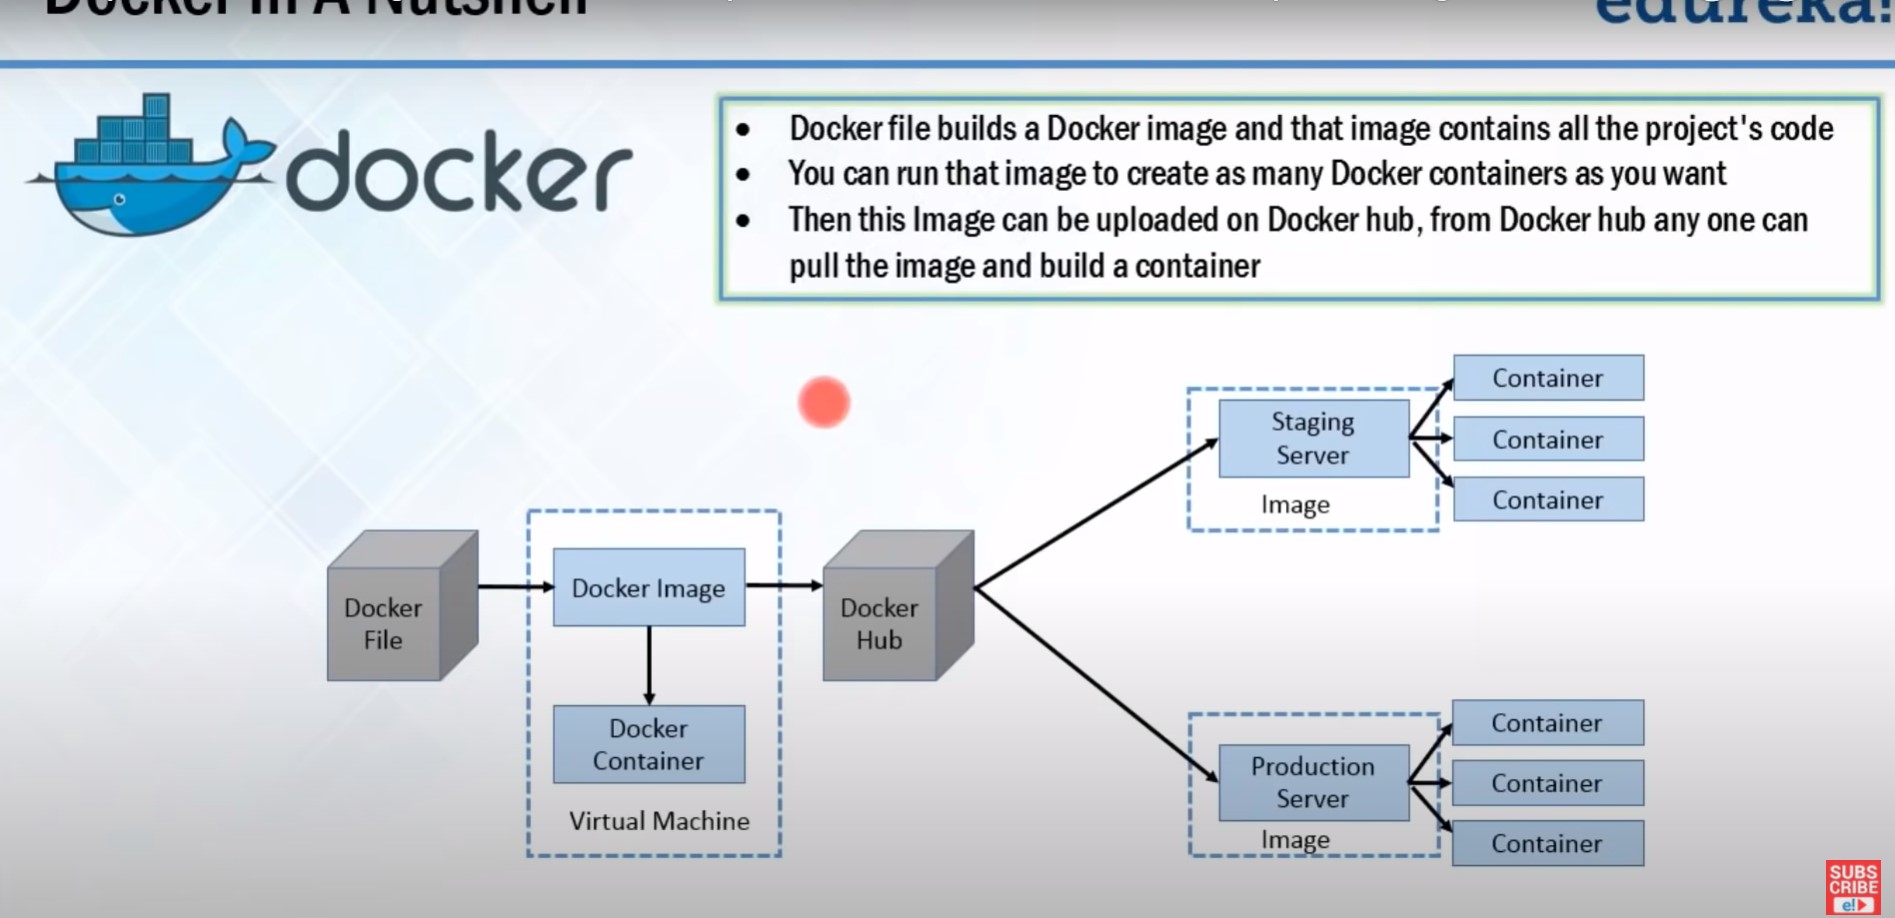 Docker In A Nutshell
edureka!
docker
• Docker file builds a Docker image and that image contains all the project's code
• You can run that image to create as many Docker containers as you want
• Then this Image can be uploaded on Docker hub, from Docker hub any one can
pull the image and build a container
Container
Staging
Server
Container
Image
Container
Docker
File
Docker Image
Docker
Hub
Docker
Container
Virtual Machine
Container
Production
Server
Container
Image
Container
SUBS
CRIBE
e!